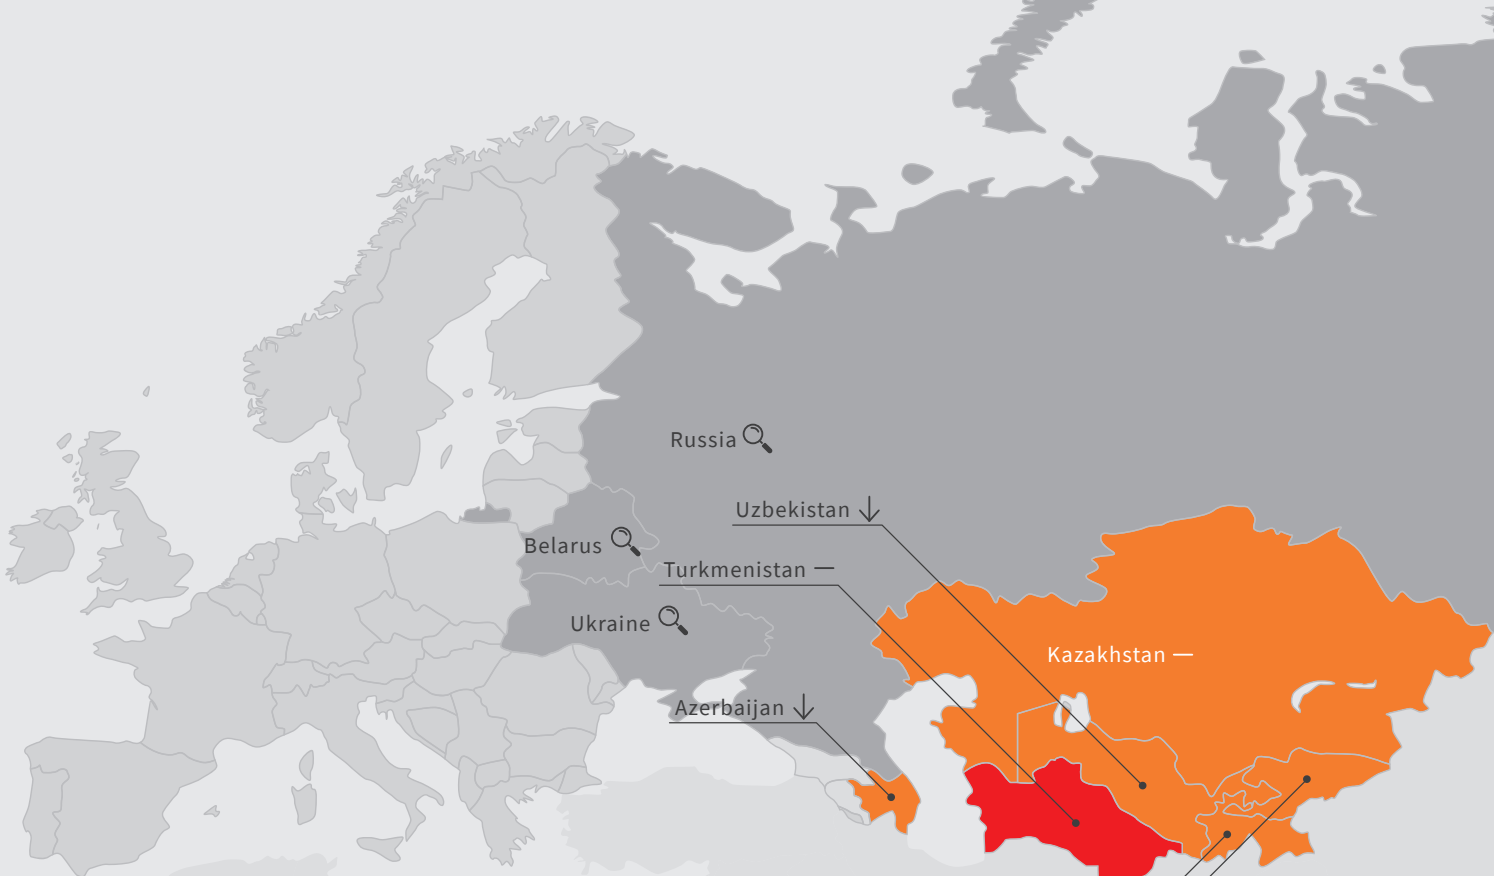 Russia
Uzbekistan
Belarus
Turkmenistan
Ukraine
Kazakhstan
Azerbaijan